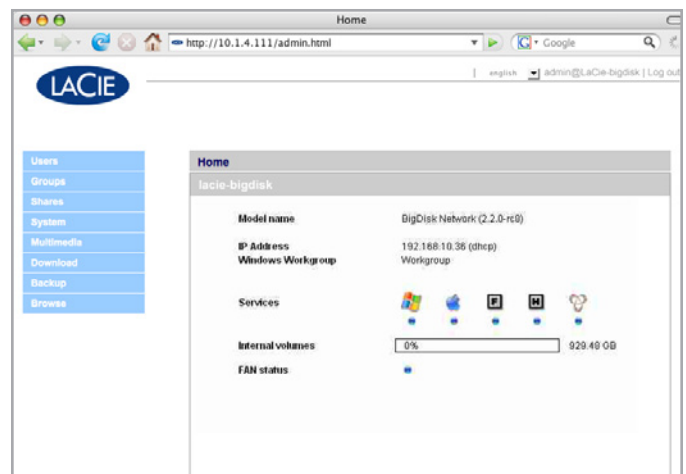 Home
http://10.1.4.111/admin.html
G Google
LACIE
| english admin@LaCie-bigdisk | Log out
Users
Groups
Shares
System
Multimedia
Download
Backup
Browse
Home
lacie-bigdisk
Model name BigDisk Network (2.2.0-rc8)
IP Address 192.168.10.36 (dhcp)
Windows Workgroup Workgroup
Services F H
Internal volumes 0% 929.48 GB
FAN status